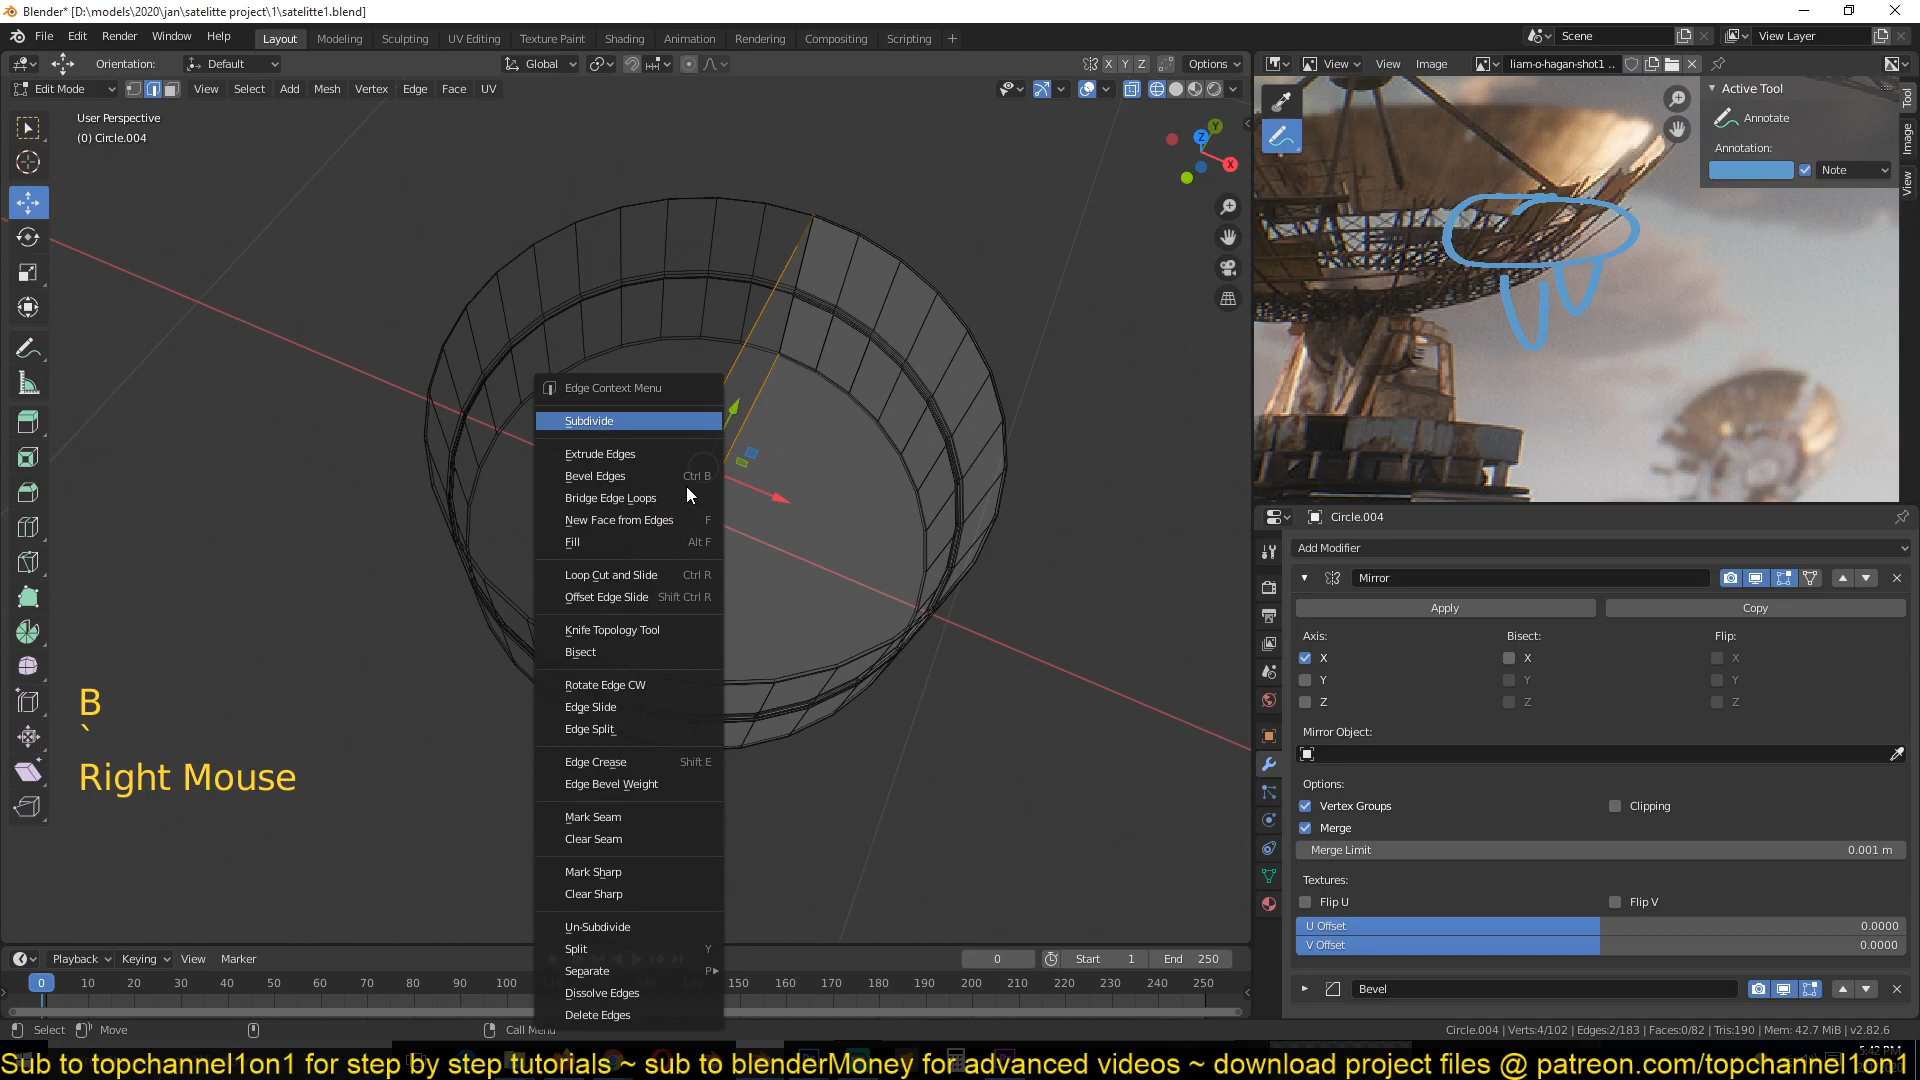 Blender* [D:\models\2020\jan\satelitte project\1\satelitte1.blend]
File Edit Render Window Help
Layout Modeling Sculpting UV Editing Texture Paint Shading Animation Rendering Compositing Scripting +
Scene
View Layer
Orientation: Default
Global
X Y Z
Options
View View Image
liam-o-hagan-shot1 ..
Edit Mode
View Select Add Mesh Vertex Edge Face UV
User Perspective
(0) Circle.004
Y
Z
X
Active Tool
Annotate
Annotation:
Note
Tool
Image
View
Edge Context Menu
Subdivide
Extrude Edges
Bevel Edges Ctrl B
Bridge Edge Loops
New Face from Edges F
Fill Alt F
Loop Cut and Slide Ctrl R
Offset Edge Slide Shift Ctrl R
Knife Topology Tool
Bisect
Rotate Edge CW
Edge Slide
Edge Split
Edge Crease Shift E
Edge Bevel Weight
Mark Seam
Clear Seam
Mark Sharp
Clear Sharp
Un-Subdivide
Split Y
Separate P
Dissolve Edges
Delete Edges
B
`
Right Mouse
Circle.004
Add Modifier
Mirror
Apply Copy
Axis: Bisect: Flip:
X X X
Y Y Y
Z Z Z
Mirror Object:
Options:
Vertex Groups Clipping
Merge
Merge Limit 0.001 m
Textures:
Flip U Flip V
U Offset 0.0000
V Offset 0.0000
Bevel
Playback Keying View Marker
0 Start 1 End 250
0 10 20 30 40 50 60 70 80 90 100 150 160 170 180 190 200 210 220 230 240 250
Select Move Call Menu
Circle.004 | Verts:4/102 | Edges:2/183 | Faces:0/82 | Tris:190 | Mem: 42.7 MiB | v2.82.6
5:42 PM
Sub to topchannel1on1 for step by step tutorials ~ sub to blenderMoney for advanced videos ~ download project files @ patreon.com/topchannel1on1